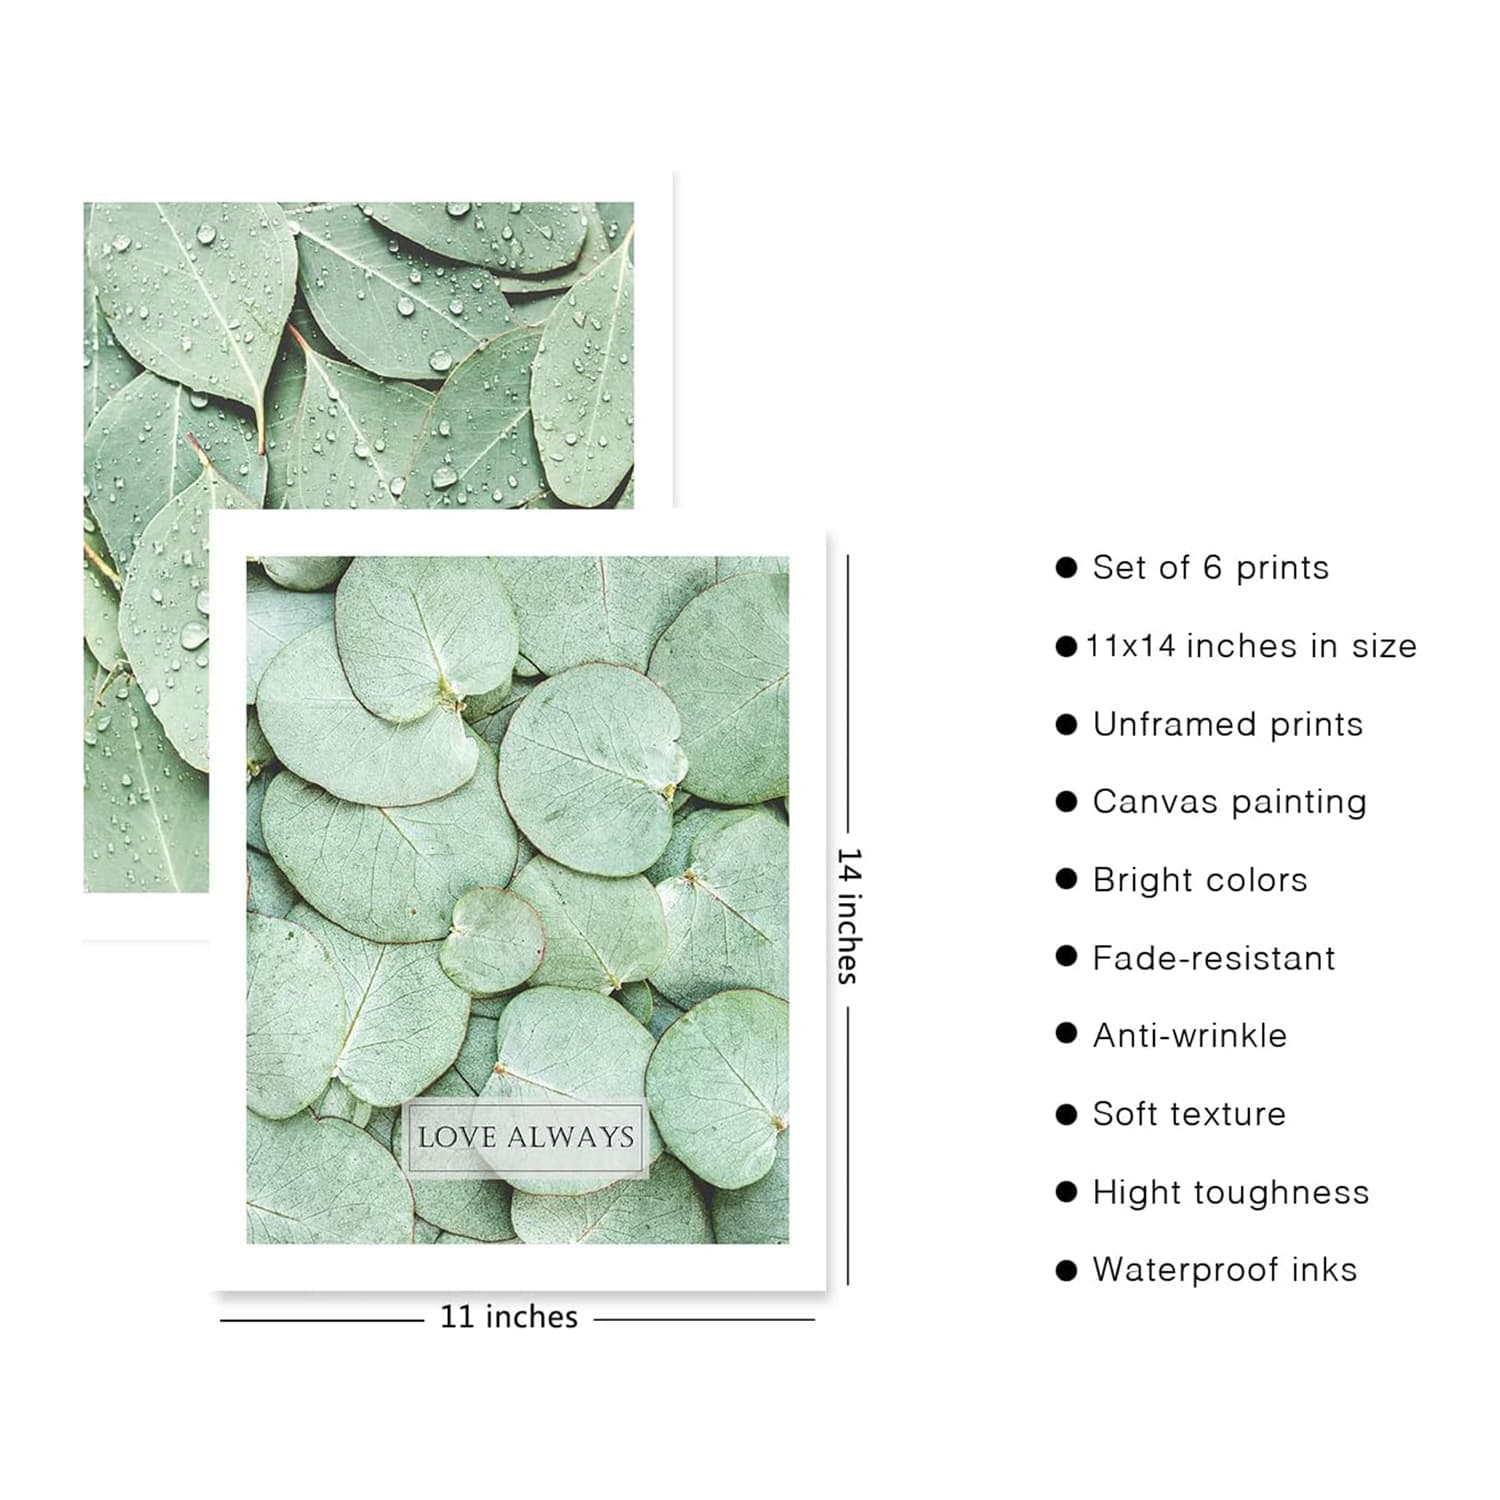 LOVE ALWAYS
14 inches
11 inches
● Set of 6 prints
● 11x14 inches in size
● Unframed prints
● Canvas painting
● Bright colors
● Fade-resistant
● Anti-wrinkle
● Soft texture
● Hight toughness
● Waterproof inks